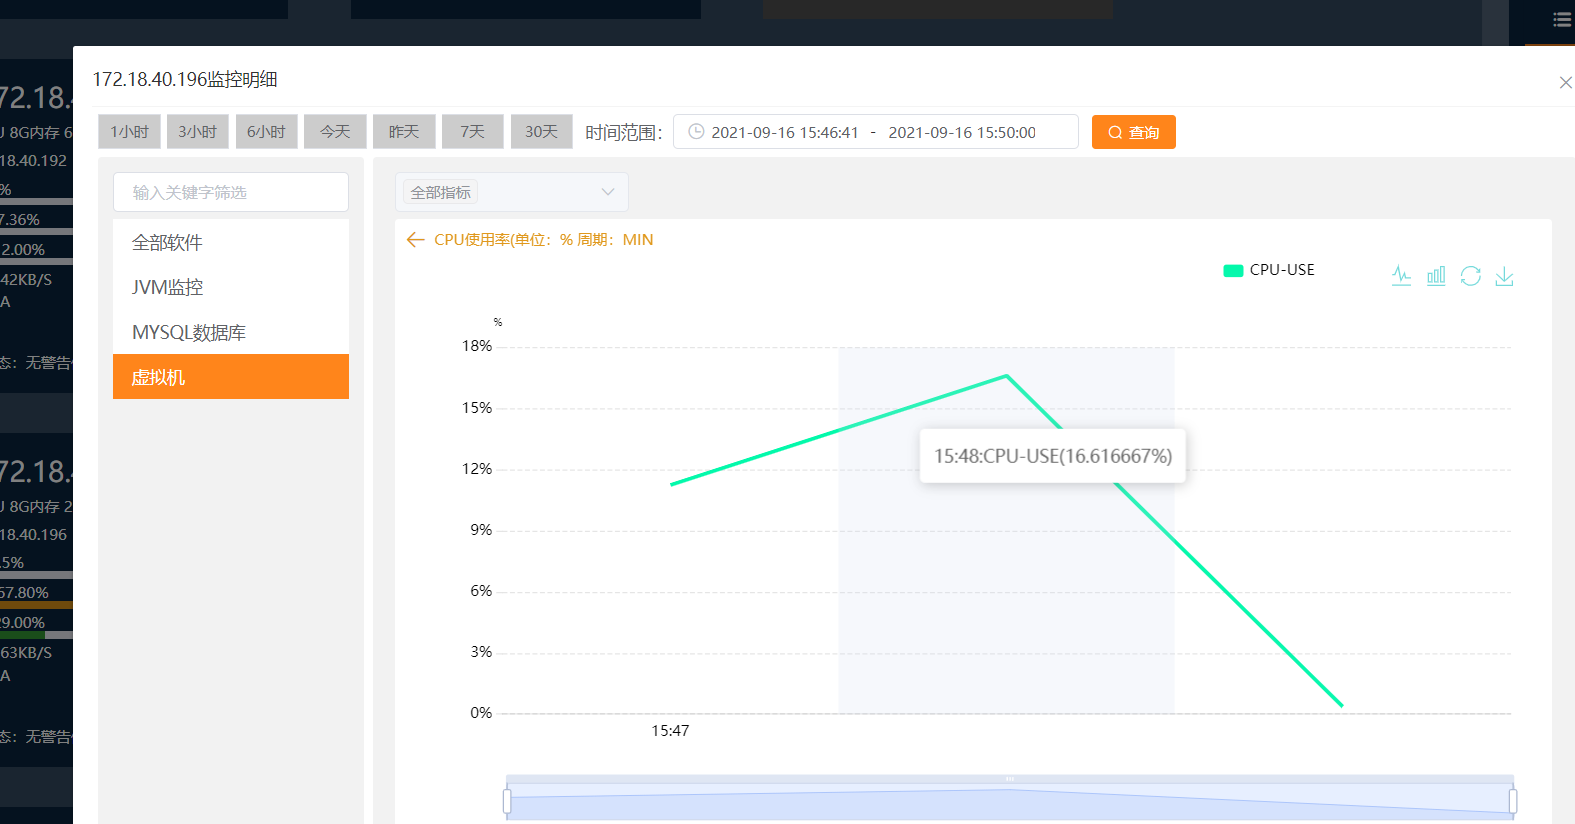 172.18.40.196监控明细
1小时 3小时 6小时 今天 昨天 7天 30天 时间范围： 2021-09-16 15:46:41 - 2021-09-16 15:50:00 查询
输入关键字筛选
全部软件
JVM监控
MYSQL数据库
虚拟机
全部指标
CPU使用率(单位：% 周期：MIN
CPU-USE
%
18%
15%
12%
9%
6%
3%
0%
15:48:CPU-USE(16.616667%)
15:47
72.18.
8G内存 6
18.40.192
%
7.36%
2.00%
42KB/S
A
态：无警告
72.18.
8G内存 2
18.40.196
.5%
67.80%
29.00%
63KB/S
A
态：无警告